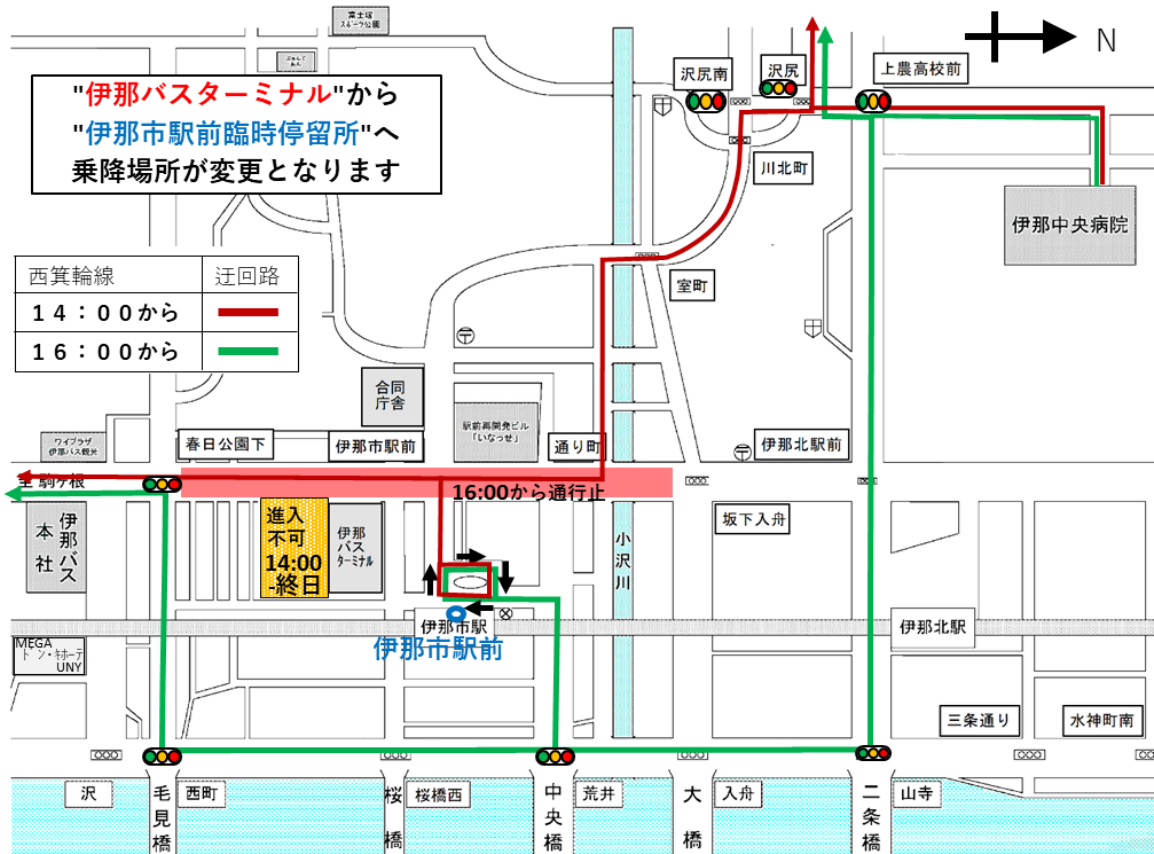 富士塚
スポーツ公園
N
"伊那バスターミナル"から
"伊那市駅前臨時停留所"へ
乗降場所が変更となります
沢尻南
沢尻
上農高校前
川北町
伊那中央病院
室町
西箕輪線
迂回路
14:00から
16:00から
合同
庁舎
駅前再開発ビル
「いなっせ」
ワイプラザ
伊那バス観光
春日公園下
伊那市駅前
通り町
伊那北駅前
至 駒ヶ根
16:00から通行止
伊那バス
本社
進入
不可
14:00
-終日
伊那
バス
ターミナル
坂下入舟
小沢川
伊那市駅
伊那市駅前
伊那北駅
MEGA
ドン・キホーテ
UNY
三条通り
水神町南
沢
毛見橋
西町
桜橋
桜橋西
中央橋
荒井
大橋
入舟
二条橋
山寺